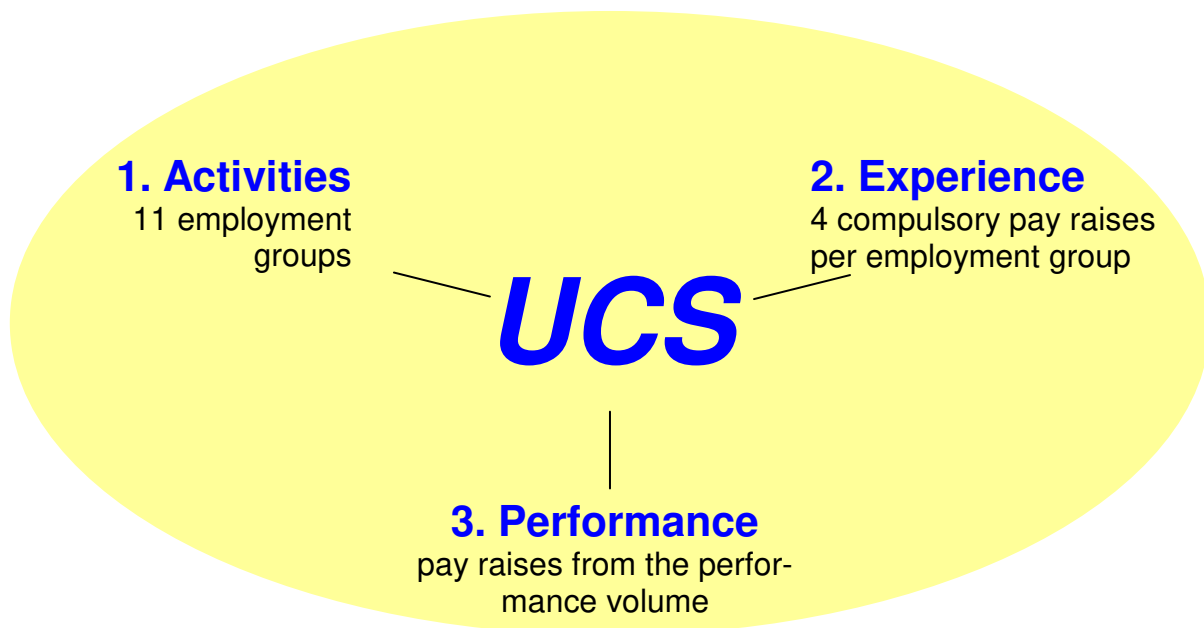 1. Activities
11 employment
groups
2. Experience
4 compulsory pay raises
per employment group
UCS
3. Performance
pay raises from the perfor-
mance volume